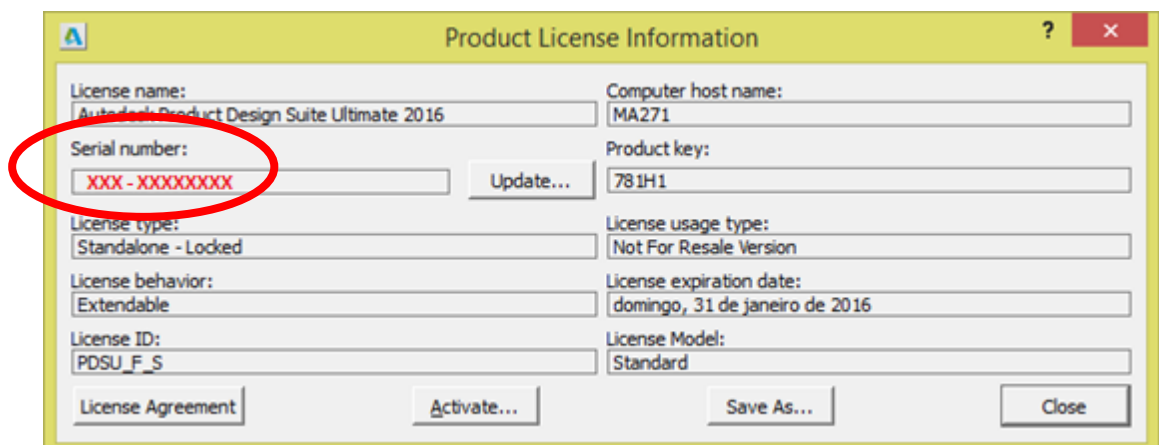 Product License Information
?
License name:
Autodesk Product Design Suite Ultimate 2016
Computer host name:
MA271
Serial number:
XXX - XXXXXXXX
Update...
Product key:
781H1
License type:
Standalone - Locked
License usage type:
Not For Resale Version
License behavior:
Extendable
License expiration date:
domingo, 31 de janeiro de 2016
License ID:
PDSU_F_S
License Model:
Standard
License Agreement
Activate...
Save As...
Close